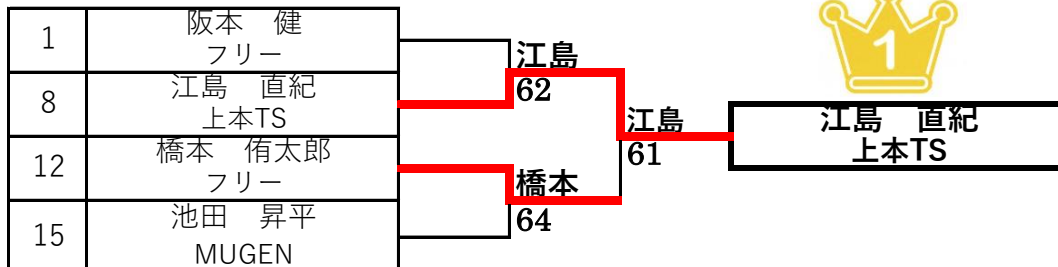 1
阪本　健
フリー
8
江島　直紀
上本TS
12
橋本　侑太郎
フリー
15
池田　昇平
MUGEN
江島
62
橋本
64
江島
61
1
江島　直紀
上本TS